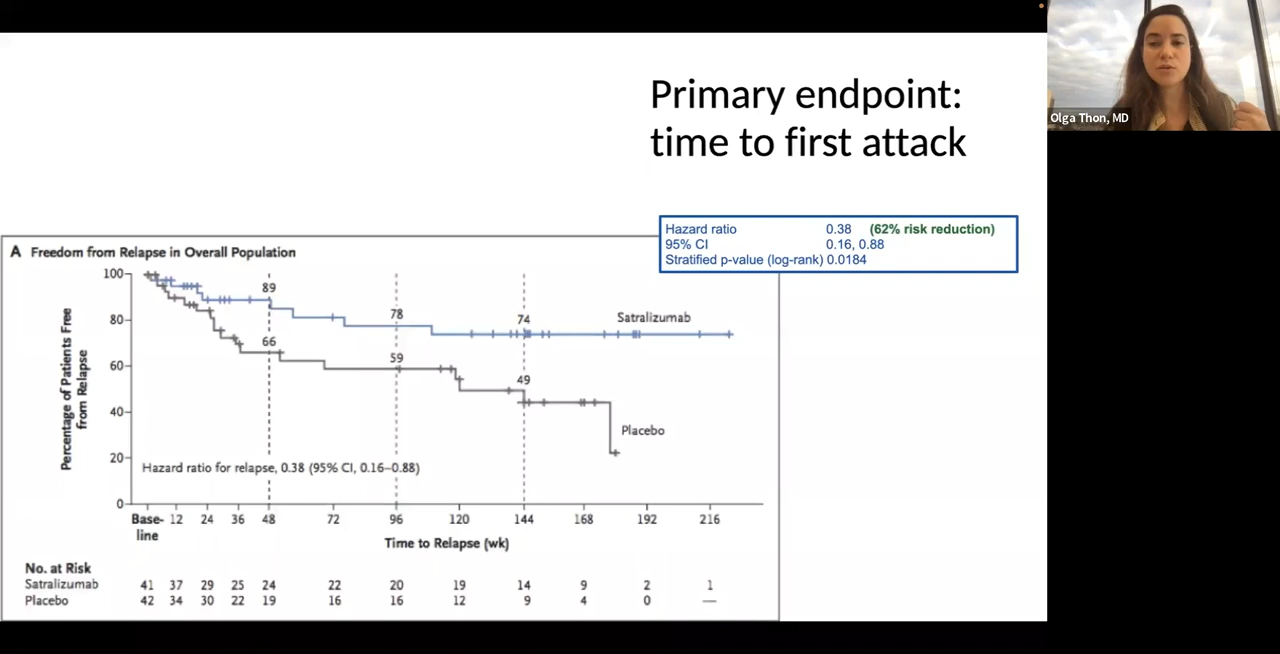 Primary endpoint:
time to first attack
Olga Thon, MD
Hazard ratio 0.38 (62% risk reduction)
95% CI 0.16, 0.88
Stratified p-value (log-rank) 0.0184
A Freedom from Relapse in Overall Population
Percentage of Patients Free
from Relapse
100
80
60
40
20
0
89
78
74
66
59
49
Satralizumab
Placebo
Hazard ratio for relapse, 0.38 (95% CI, 0.16–0.88)
Base- 12 24 36 48 72 96 120 144 168 192 216
line
Time to Relapse (wk)
No. at Risk
Satralizumab 41 37 29 25 24 22 20 19 14 9 2 1
Placebo 42 34 30 22 19 16 16 12 9 4 0 —